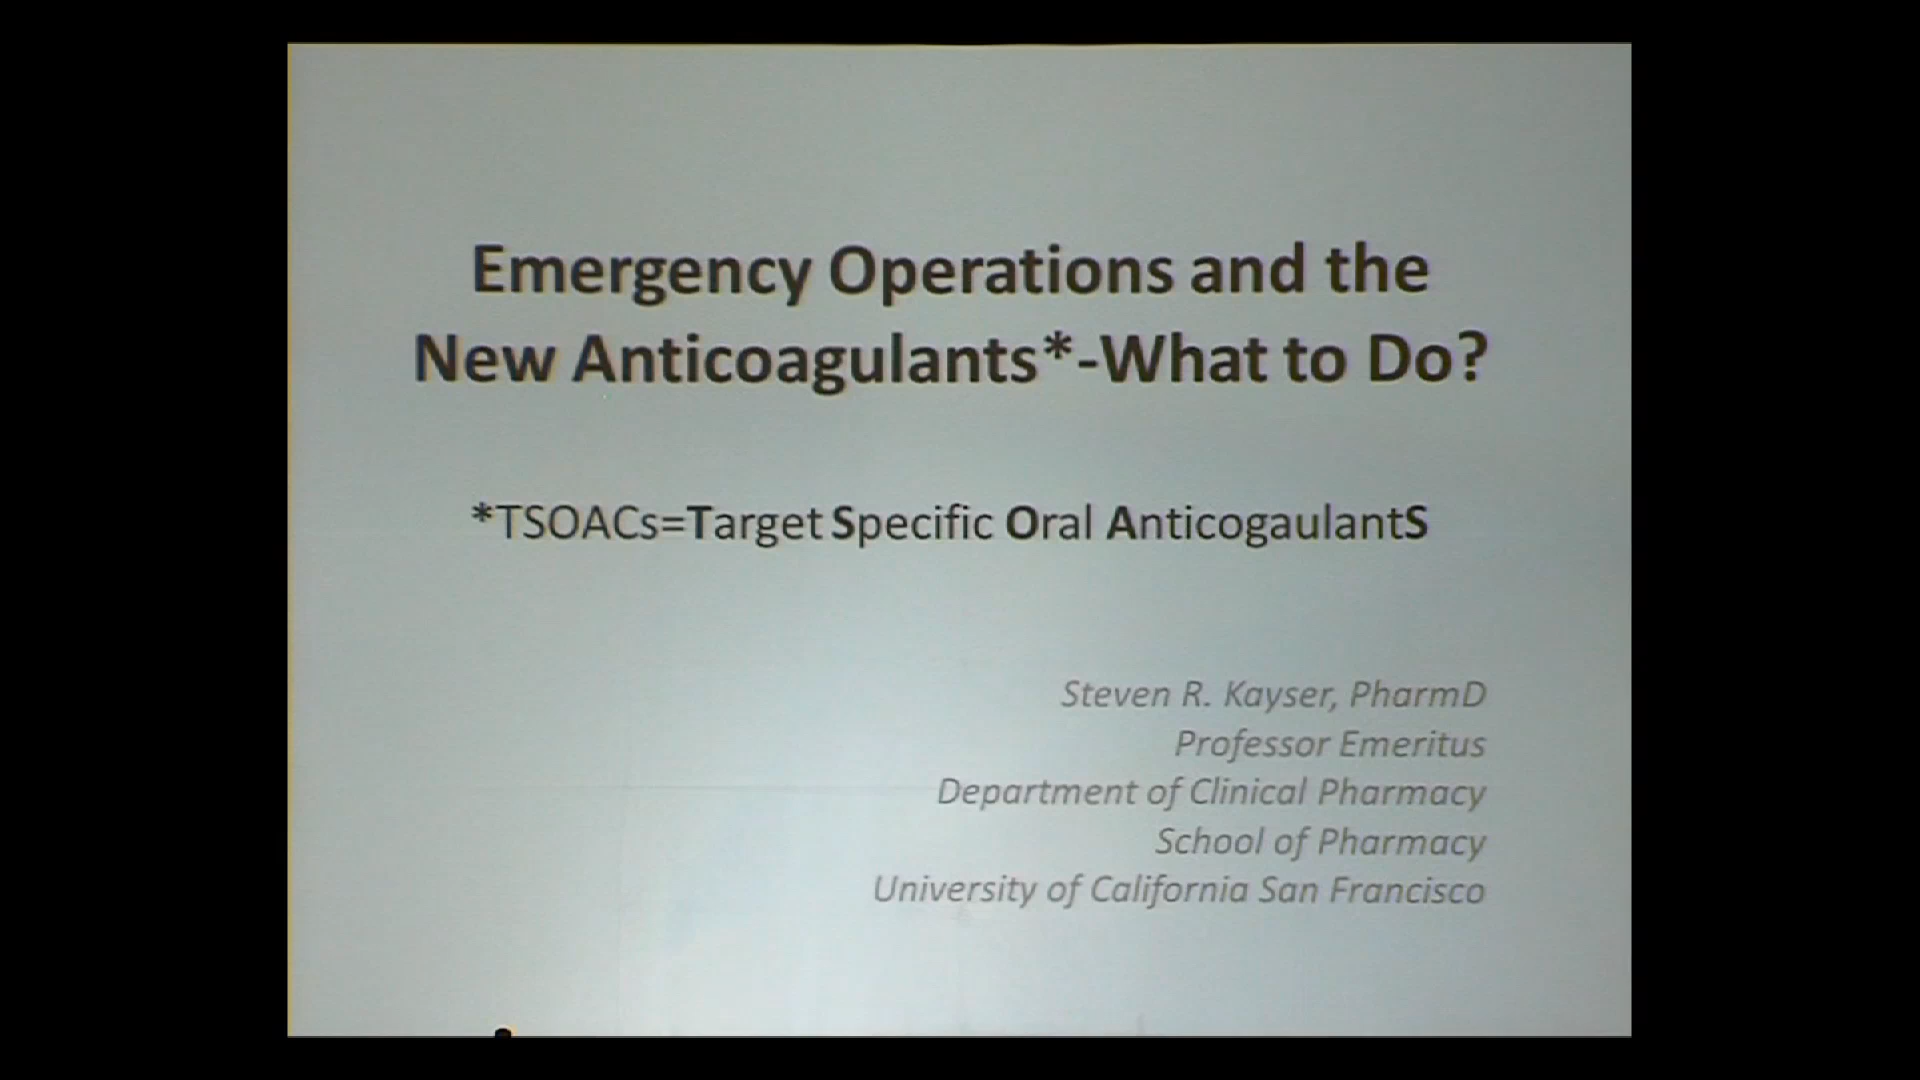 Emergency Operations and the
New Anticoagulants*-What to Do?
*TSOACs=Target Specific Oral AnticogaulantS
Steven R. Kayser, PharmD
Professor Emeritus
Department of Clinical Pharmacy
School of Pharmacy
University of California San Francisco